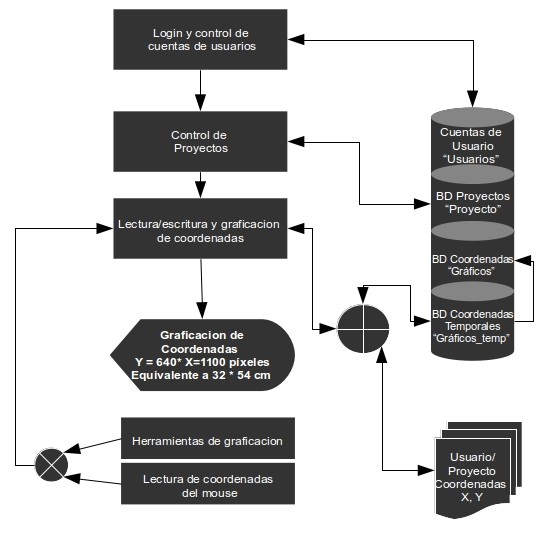 Login y control de
cuentas de usuarios
Control de
Proyectos
Lectura/escritura y graficacion
de coordenadas
Graficacion de
Coordenadas
Y = 640* X=1100 píxeles
Equivalente a 32 * 54 cm
Herramientas de graficacion
Lectura de coordenadas
del mouse
Cuentas de
Usuario
“Usuarios”
BD Proyectos
“Proyecto”
BD Coordenadas
“Gráficos”
BD Coordenadas
Temporales
“Gráficos_temp”
Usuario/
Proyecto
Coordenadas
X, Y